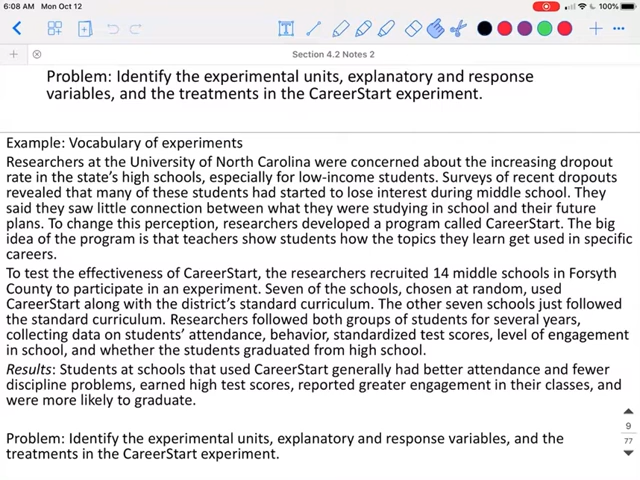 6:08 AM Mon Oct 12
100%
Section 4.2 Notes 2
Problem: Identify the experimental units, explanatory and response
variables, and the treatments in the CareerStart experiment.
Example: Vocabulary of experiments
Researchers at the University of North Carolina were concerned about the increasing dropout
rate in the state's high schools, especially for low-income students. Surveys of recent dropouts
revealed that many of these students had started to lose interest during middle school. They
said they saw little connection between what they were studying in school and their future
plans. To change this perception, researchers developed a program called CareerStart. The big
idea of the program is that teachers show students how the topics they learn get used in specific
careers.
To test the effectiveness of CareerStart, the researchers recruited 14 middle schools in Forsyth
County to participate in an experiment. Seven of the schools, chosen at random, used
CareerStart along with the district's standard curriculum. The other seven schools just followed
the standard curriculum. Researchers followed both groups of students for several years,
collecting data on students' attendance, behavior, standardized test scores, level of engagement
in school, and whether the students graduated from high school.
Results: Students at schools that used CareerStart generally had better attendance and fewer
discipline problems, earned high test scores, reported greater engagement in their classes, and
were more likely to graduate.
9
77
Problem: Identify the experimental units, explanatory and response variables, and the
treatments in the CareerStart experiment.